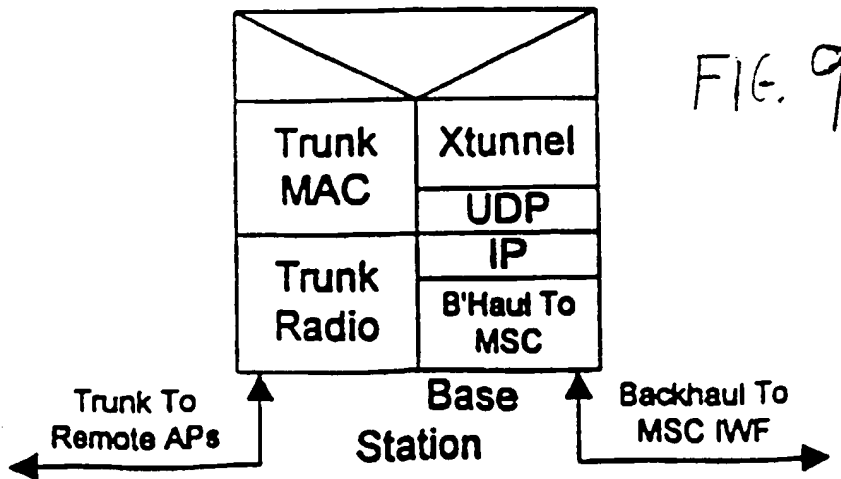 FIG. 9
Trunk
MAC
Xtunnel
UDP
Trunk
Radio
IP
B'Haul To
MSC
Trunk To
Remote APs
Base
Station
Backhaul To
MSC IWF